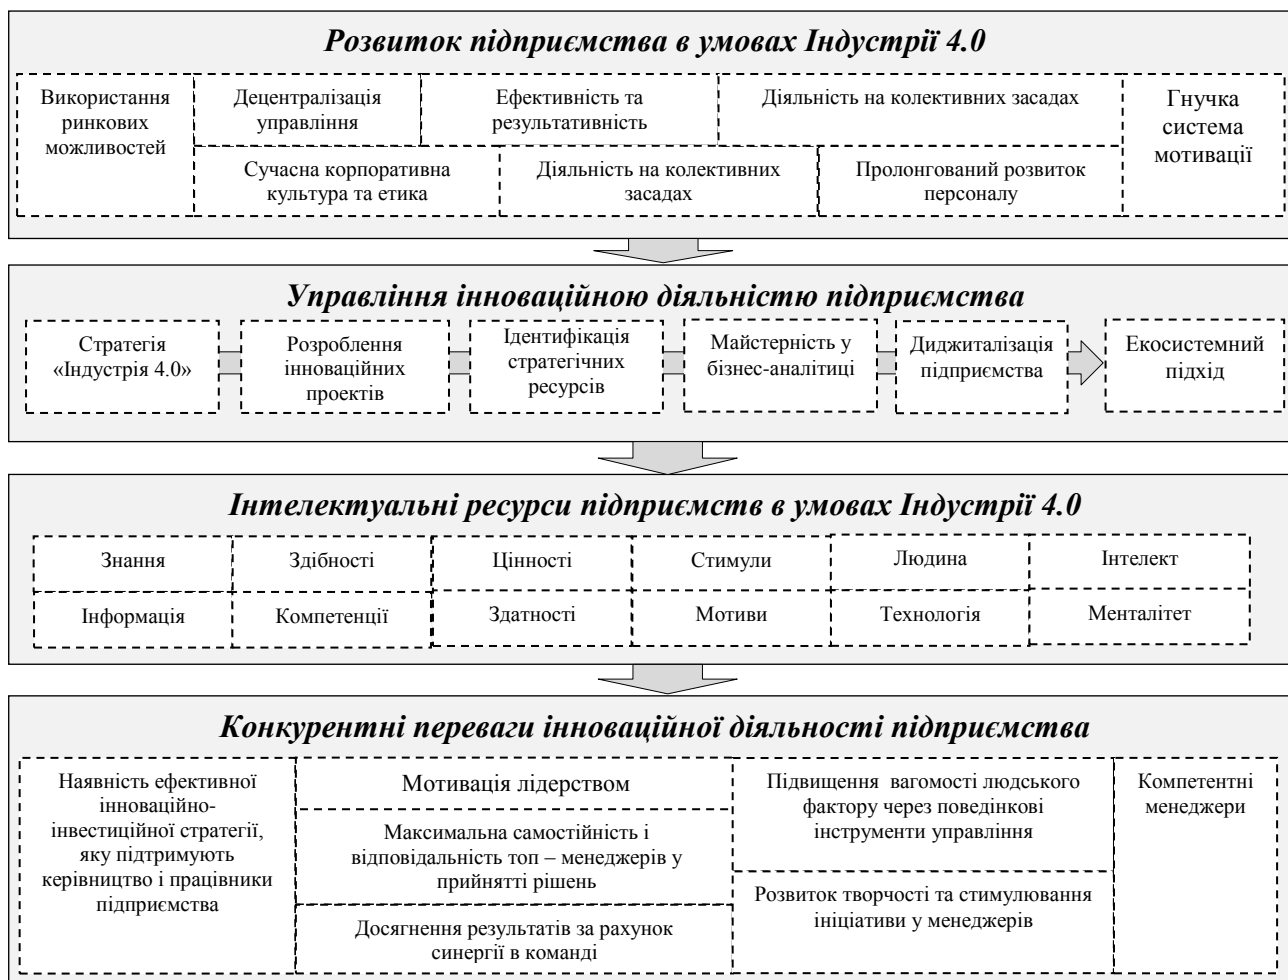 Розвиток підприємства в умовах Індустрії 4.0
Використання
ринкових
можливостей
Децентралізація
управління
Ефективність та
результативність
Діяльність на колективних засадах
Гнучка
система
мотивації
Сучасна корпоративна
культура та етика
Діяльність на колективних
засадах
Пролонгований розвиток
персоналу
Управління інноваційною діяльністю підприємства
Стратегія
«Індустрія 4.0»
Розроблення
інноваційних
проектів
Ідентифікація
стратегічних
ресурсів
Майстерність у
бізнес-аналітиці
Диджиталізація
підприємства
Екосистемний
підхід
Інтелектуальні ресурси підприємств в умовах Індустрії 4.0
Знання
Здібності
Цінності
Стимули
Людина
Інтелект
Інформація
Компетенції
Здатності
Мотиви
Технологія
Менталітет
Конкурентні переваги інноваційної діяльності підприємства
Наявність ефективної
інноваційно-
інвестиційної стратегії,
яку підтримують
керівництво і працівники
підприємства
Мотивація лідерством
Максимальна самостійність і
відповідальність топ – менеджерів у
прийнятті рішень
Досягнення результатів за рахунок
синергії в команді
Підвищення вагомості людського
фактору через поведінкові
інструменти управління
Розвиток творчості та стимулювання
ініціативи у менеджерів
Компетентні
менеджери